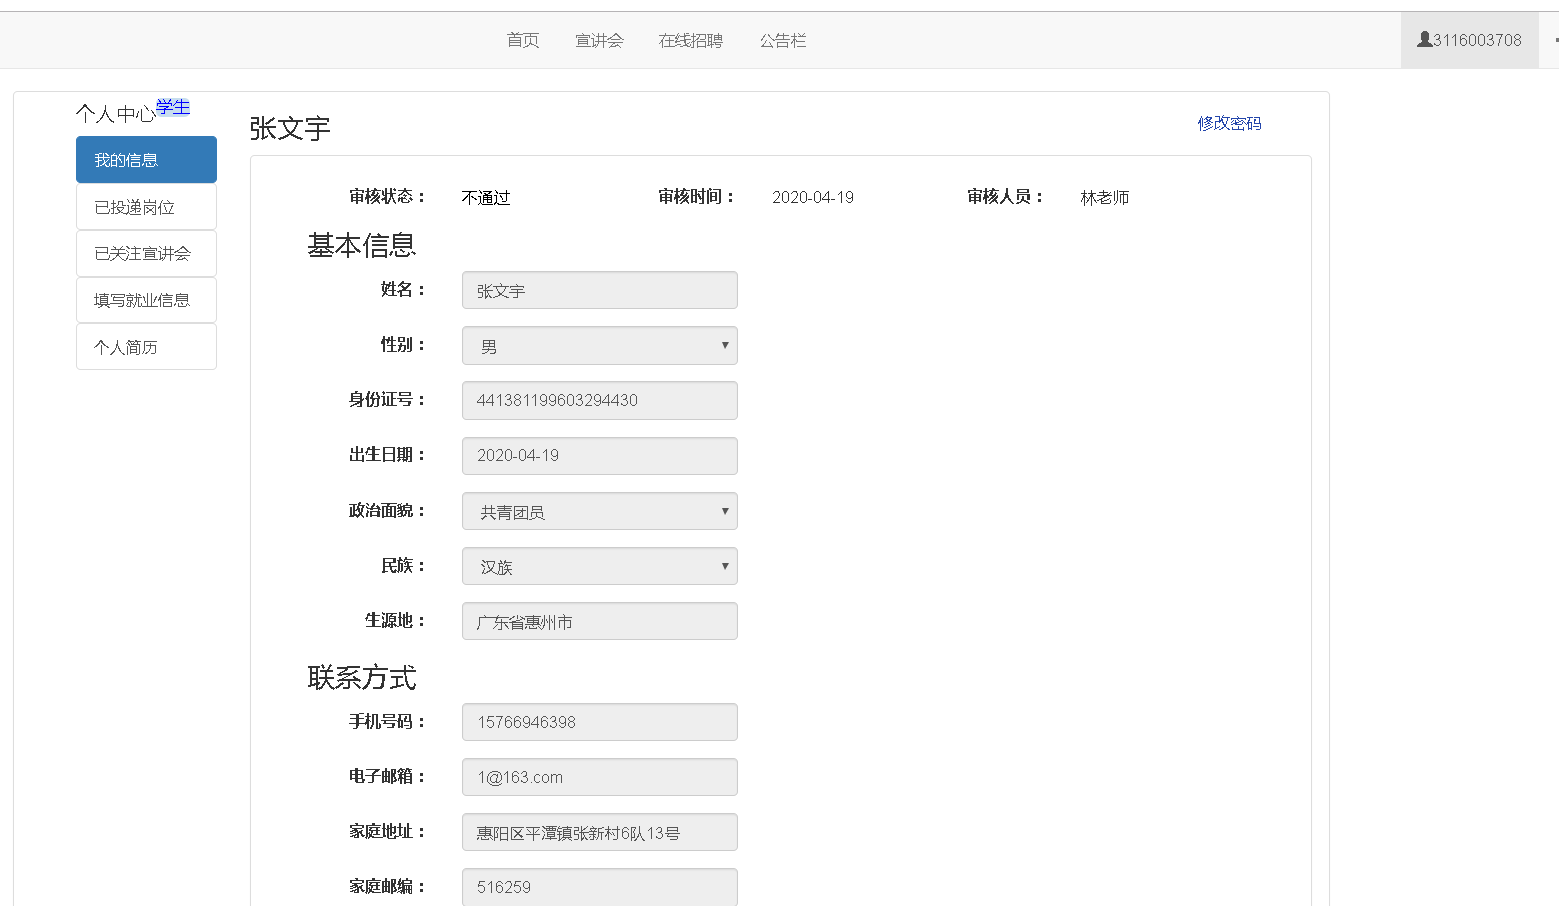 首页 宣讲会 在线招聘 公告栏 3116003708
个人中心学生
我的信息
已投递岗位
已关注宣讲会
填写就业信息
个人简历
张文宇 修改密码
审核状态： 不通过 审核时间： 2020-04-19 审核人员： 林老师
基本信息
姓名： 张文宇
性别： 男
身份证号： 441381199603294430
出生日期： 2020-04-19
政治面貌： 共青团员
民族： 汉族
生源地： 广东省惠州市
联系方式
手机号码： 15766946398
电子邮箱： 1@163.com
家庭地址： 惠阳区平潭镇张新村6队13号
家庭邮编： 516259